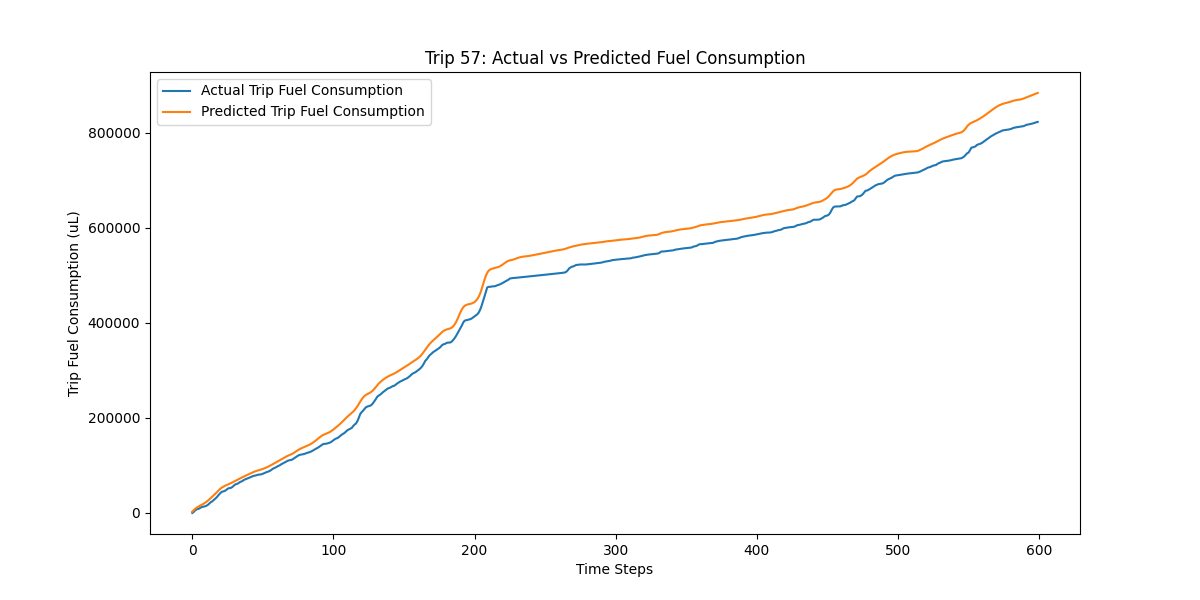 Trip 57: Actual vs Predicted Fuel Consumption
Actual Trip Fuel Consumption
Predicted Trip Fuel Consumption
Trip Fuel Consumption (uL)
800000
600000
400000
200000
0
0 100 200 300 400 500 600
Time Steps